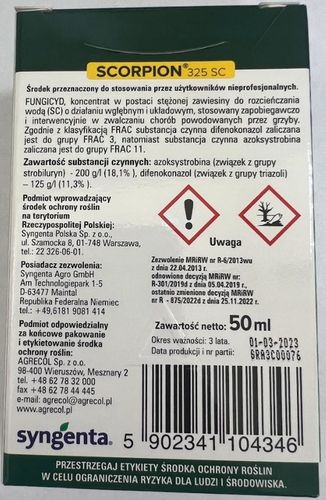 SCORPION® 325 SC
Środek przeznaczony do stosowania przez użytkowników nieprofesjonalnych.
FUNGICYD, koncentrat w postaci stężonej zawiesiny do rozcieńczania
wodą (SC) o działaniu wgłębnym i układowym, stosowany zapobiegawczo
i interwencyjnie w zwalczaniu chorób powodowanych przez grzyby.
Zgodnie z klasyfikacją FRAC substancja czynna difenokonazol zaliczana
jest do grupy FRAC 3, natomiast substancja czynna azoksystrobina
zaliczana jest do grupy FRAC 11.
Zawartość substancji czynnych: azoksystrobina (związek z grupy
strobiluryn) - 200 g/l (18,1% ), difenokonazol (związek z grupy triazoli)
– 125 g/l (11,3% ).
Podmiot wprowadzający
środek ochrony roślin
na terytorium
Rzeczypospolitej Polskiej:
Syngenta Polska Sp. z o.o.,
ul. Szamocka 8, 01-748 Warszawa,
tel.: 22 326-06-01.
Posiadacz zezwolenia:
Syngenta Agro GmbH
Am Technologiepark 1-5
D-63477 Maintal
Republika Federalna Niemiec
tel.: +49,6181 9081 414
Podmiot odpowiedzialny
za końcowe pakowanie
i etykietowanie środka
ochrony roślin:
AGRECOL Sp. z o.o.
98-400 Wieruszów, Mesznary 2
tel. +48 62 78 32 000
fax +48 62 78 44 445
e-mail: agrecol@agrecol.pl
www.agrecol.pl
Uwaga
Zezwolenie MRiRW nr R-6/2013wu
z dnia 22.04.2013 r.
odnowione decyzją MRiRW nr
R-301/2019d z dnia 05.04.2019 r.
ostatnio zmienione decyzją MRiRW
nr R - 875/2022d z dnia 25.11.2022 r.
Zawartość netto: 50 ml
Okres ważności: 3 lata.
Data produkcji i nr partii:
01-03-2023
GRA3C00076
syngenta®
5 902341 104346
PRZESTRZEGAJ ETYKIETY ŚRODKA OCHRONY ROŚLIN
W CELU OGRANICZENIA RYZYKA DLA LUDZI I ŚRODOWISKA.